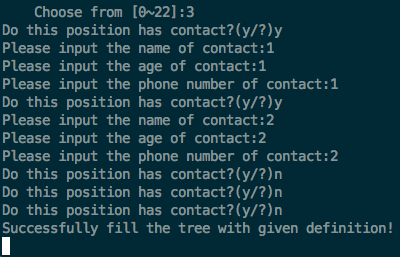 Choose from [0~22]:3
Do this position has contact?(y/?)y
Please input the name of contact:1
Please input the age of contact:1
Please input the phone number of contact:1
Do this position has contact?(y/?)y
Please input the name of contact:2
Please input the age of contact:2
Please input the phone number of contact:2
Do this position has contact?(y/?)n
Do this position has contact?(y/?)n
Do this position has contact?(y/?)n
Successfully fill the tree with given definition!